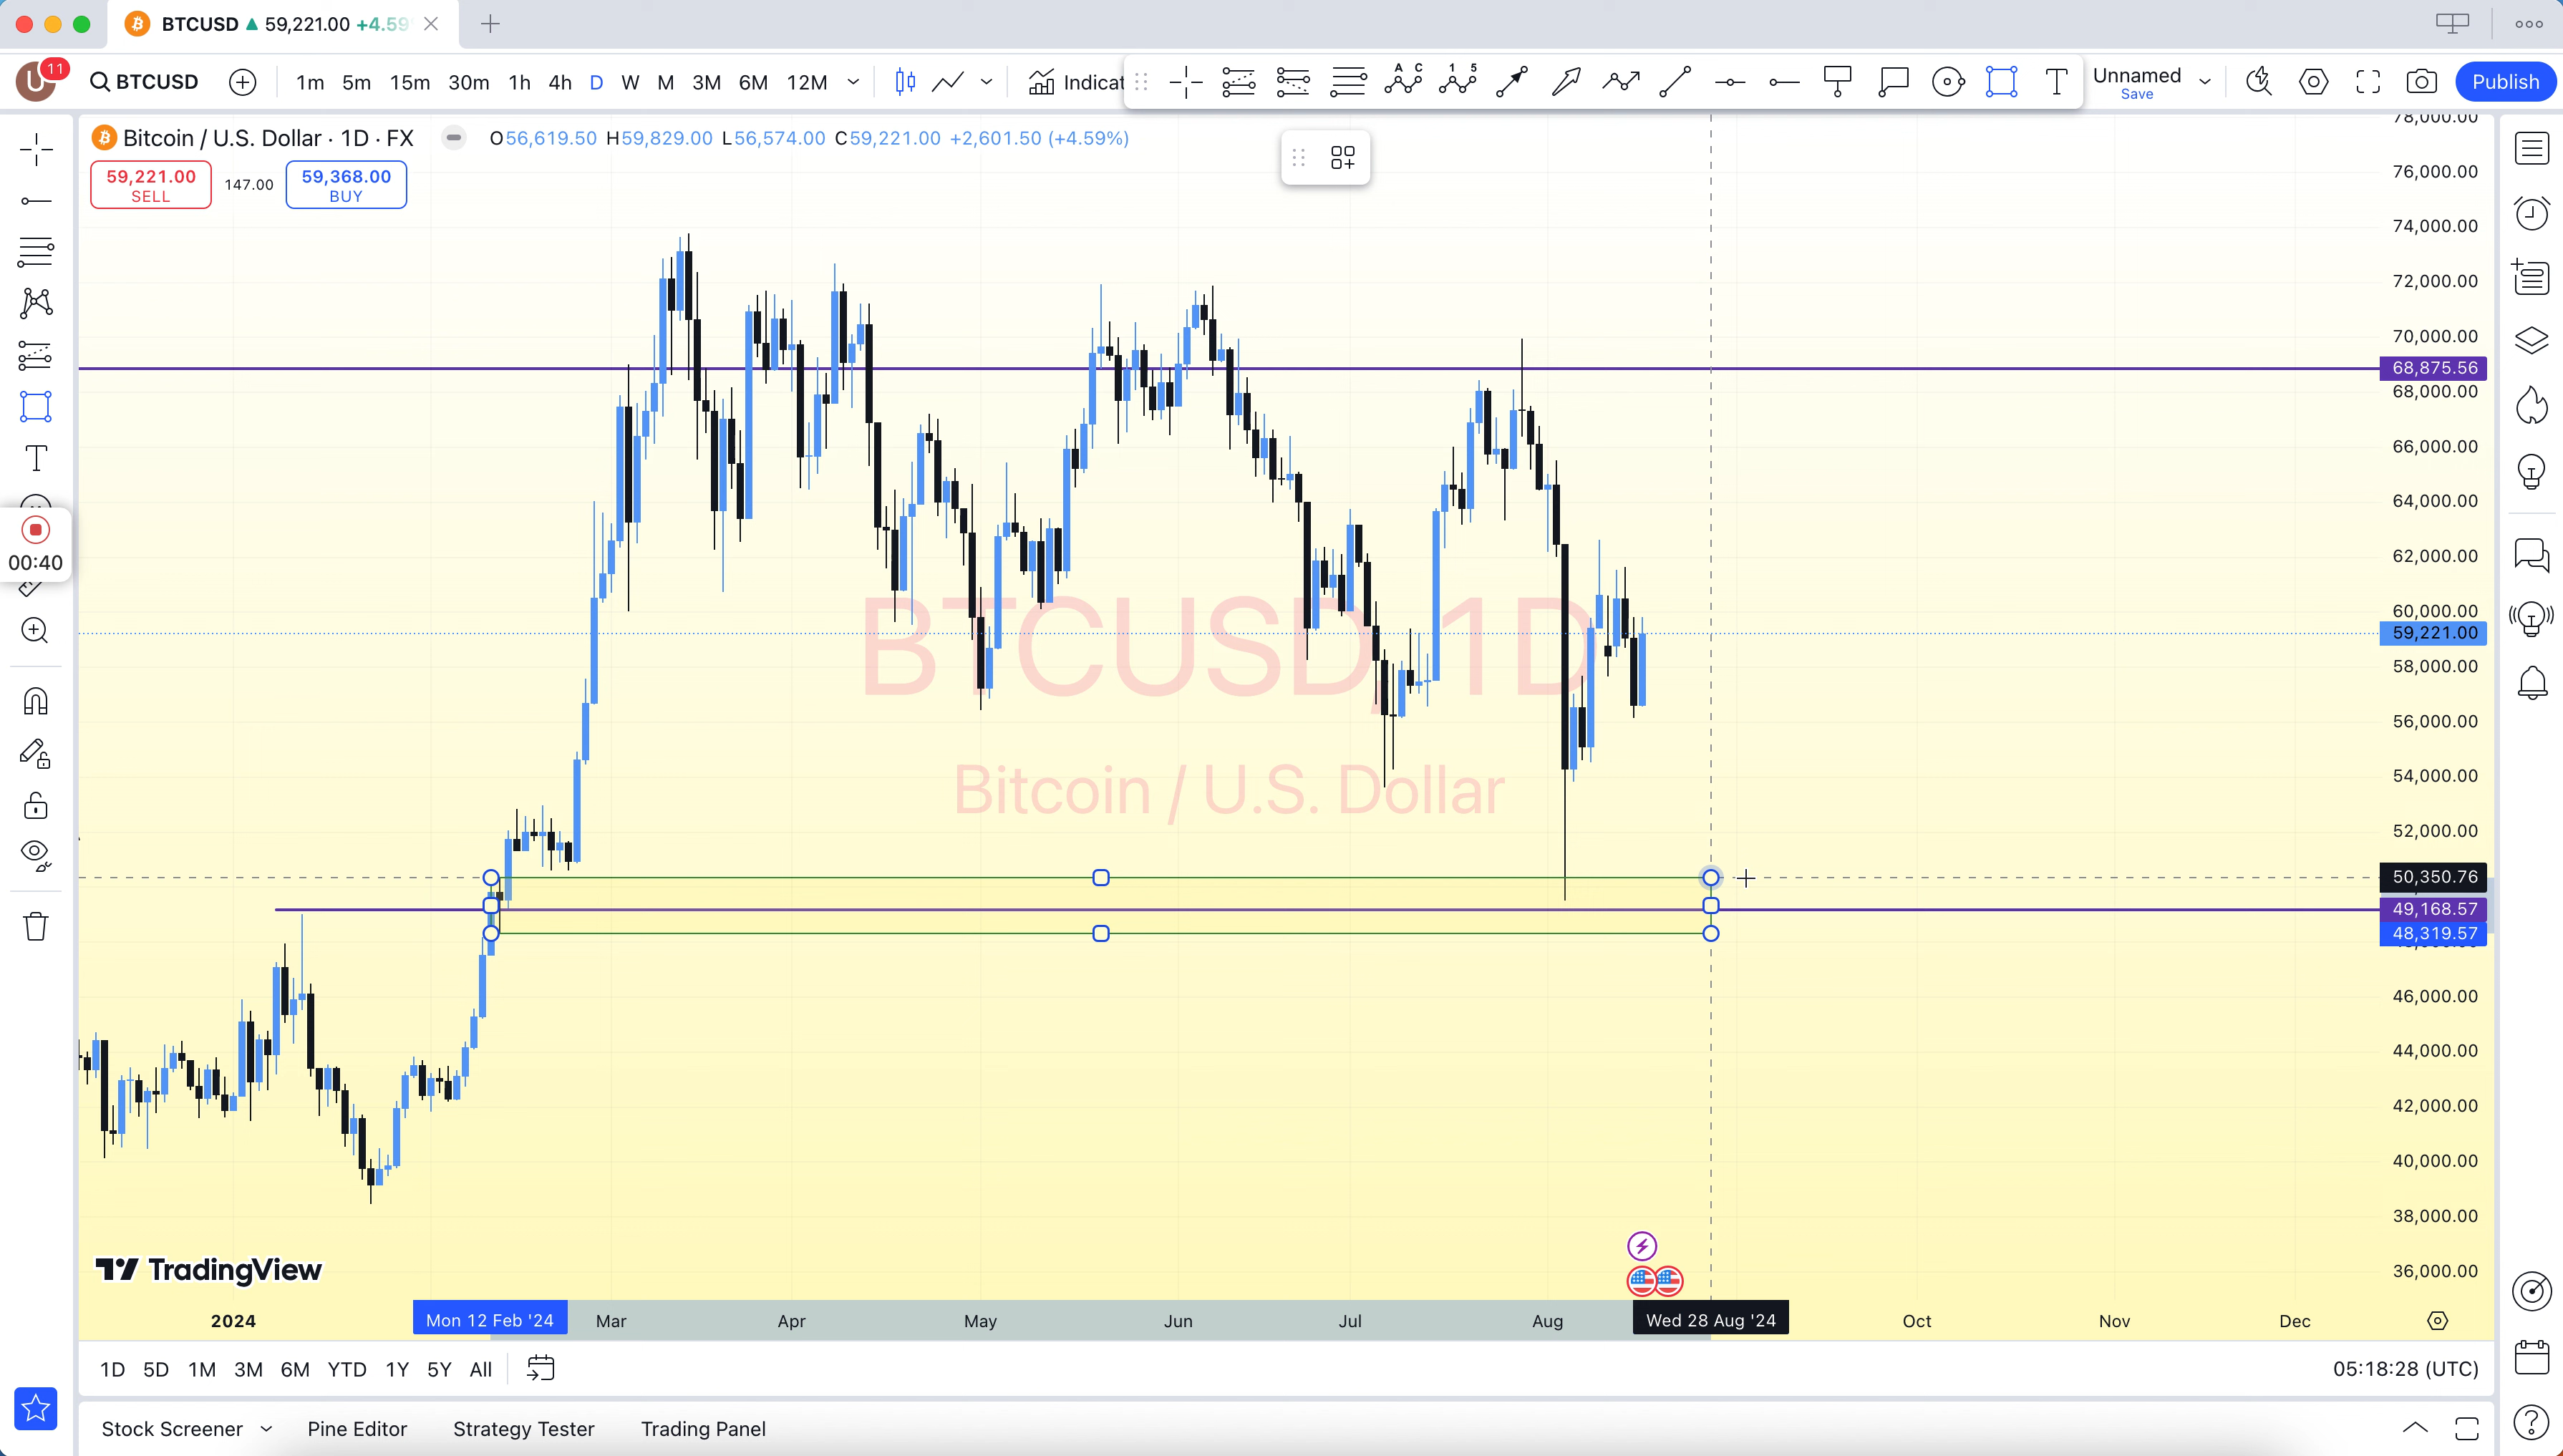 BTCUSD ▲ 59,221.00 +4.59
U 11 BTCUSD 1m 5m 15m 30m 1h 4h D W M 3M 6M 12M Indicat A C 1 5 T Unnamed Publish
Save
Bitcoin / U.S. Dollar · 1D · FX O56,619.50 H59,829.00 L56,574.00 C59,221.00 +2,601.50 (+4.59%)
59,221.00 147.00 59,368.00
SELL BUY
78,000.00
76,000.00
74,000.00
72,000.00
70,000.00
68,875.56
68,000.00
66,000.00
64,000.00
00:40
62,000.00
60,000.00
59,221.00
58,000.00
56,000.00
54,000.00
52,000.00
50,350.76
49,168.57
48,319.57
46,000.00
44,000.00
42,000.00
40,000.00
38,000.00
36,000.00
BTCUSD, 1D
Bitcoin / U.S. Dollar
TradingView
2024 Mon 12 Feb '24 Mar Apr May Jun Jul Aug Wed 28 Aug '24 Oct Nov Dec
1D 5D 1M 3M 6M YTD 1Y 5Y All 05:18:28 (UTC)
Stock Screener Pine Editor Strategy Tester Trading Panel